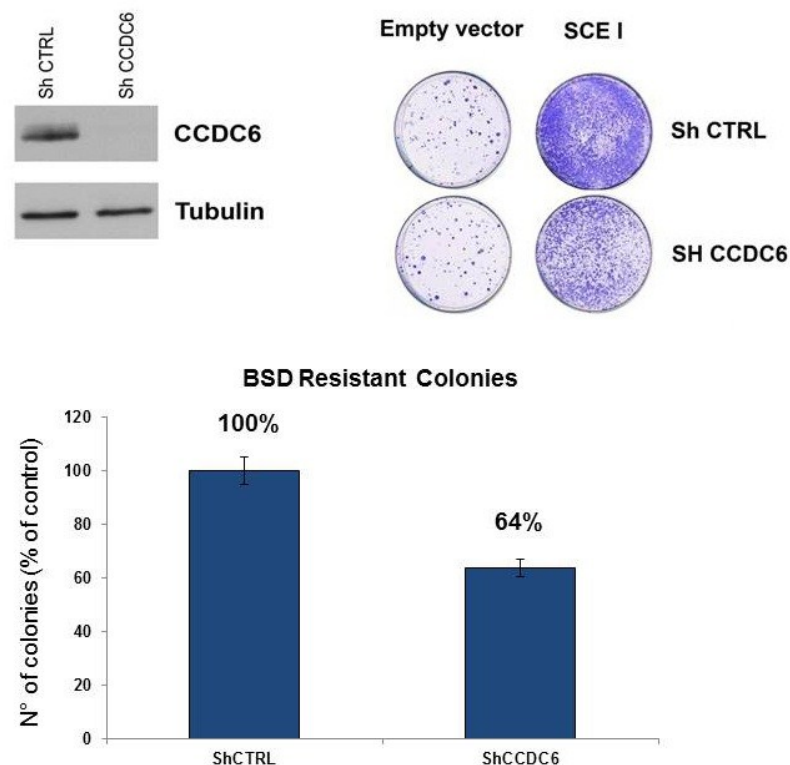 Sh CTRL
Sh CCDC6
CCDC6
Tubulin
Empty vector
SCE I
Sh CTRL
SH CCDC6
BSD Resistant Colonies
N° of colonies (% of control)
120
100
80
60
40
20
0
100%
64%
ShCTRL
ShCCDC6